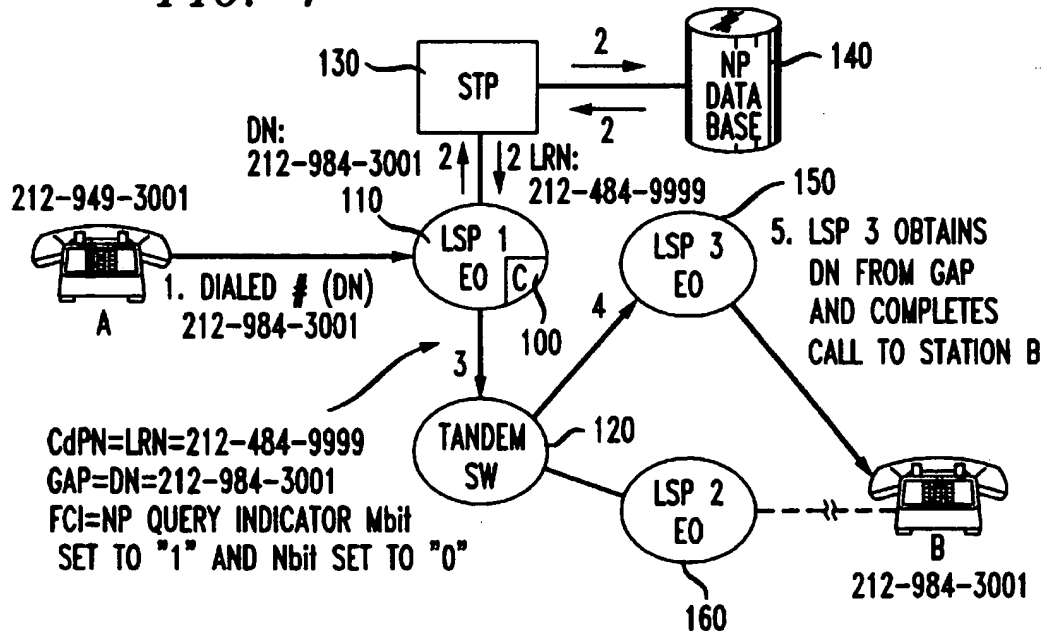 130
STP
2
2
NP
DATA
BASE
140
DN:
212-984-3001
2
2 LRN:
212-484-9999
212-949-3001
110
LSP 1
EO
C
100
150
LSP 3
EO
1. DIALED # (DN)
212-984-3001
A
5. LSP 3 OBTAINS
DN FROM GAP
AND COMPLETES
CALL TO STATION B
3
4
CdPN=LRN=212-484-9999
GAP=DN=212-984-3001
FCI=NP QUERY INDICATOR Mbit
SET TO "1" AND Nbit SET TO "0"
TANDEM
SW
120
LSP 2
EO
160
B
212-984-3001